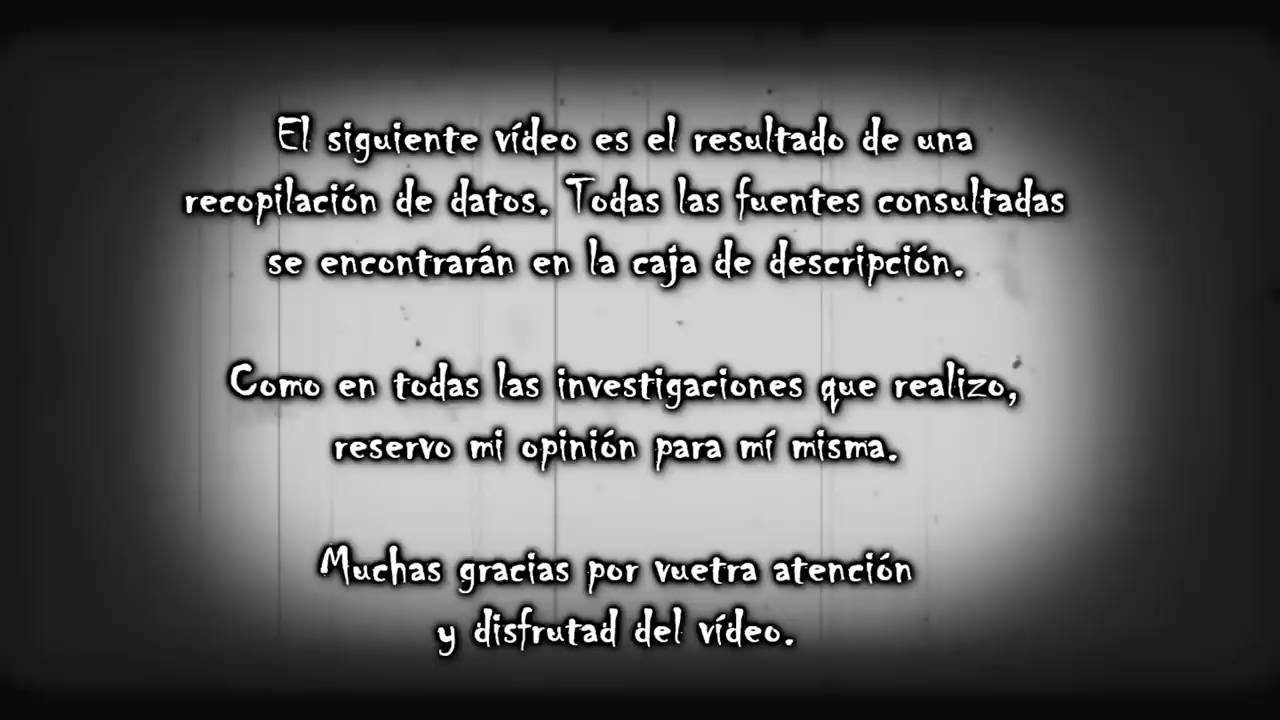 El siguiente vídeo es el resultado de una
recopilación de datos. Todas las fuentes consultadas
se encontrarán en la caja de descripción.
Como en todas las investigaciones que realizo,
reservo mi opinión para mí misma.
Muchas gracias por vuetra atención
y disfrutad del vídeo.